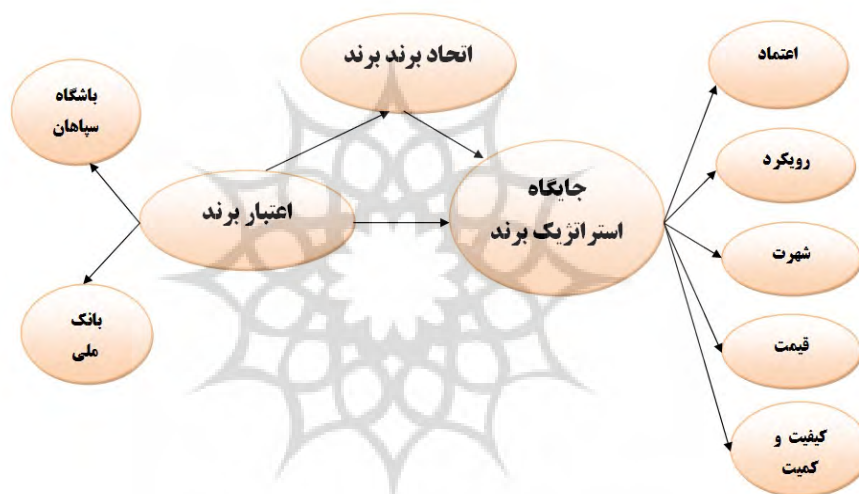 اتحاد برند برند
اعتماد
باشگاه
سپاهان
رویکرد
جایگاه
استراتژیک برند
اعتبار برند
شهرت
بانک
ملی
قیمت
کیفیت و
کمیت